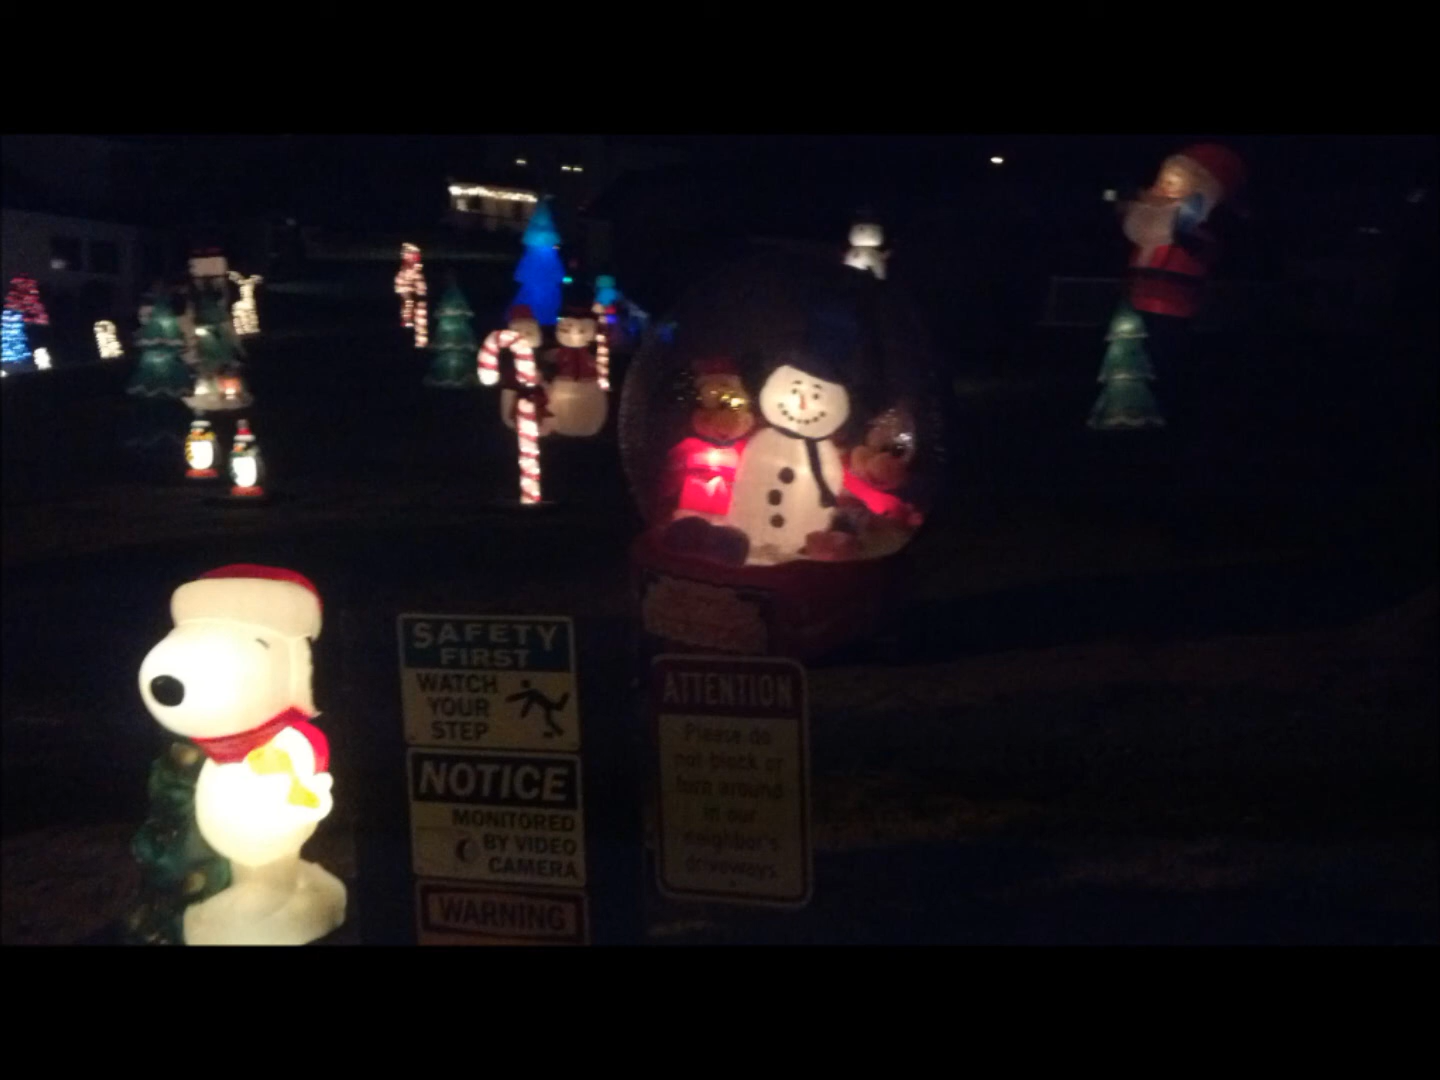 SAFETY
FIRST
WATCH
YOUR
STEP
NOTICE
MONITORED
BY VIDEO
CAMERA
WARNING
ATTENTION
Please do
not block or
turn around
in our
neighbor's
driveways.